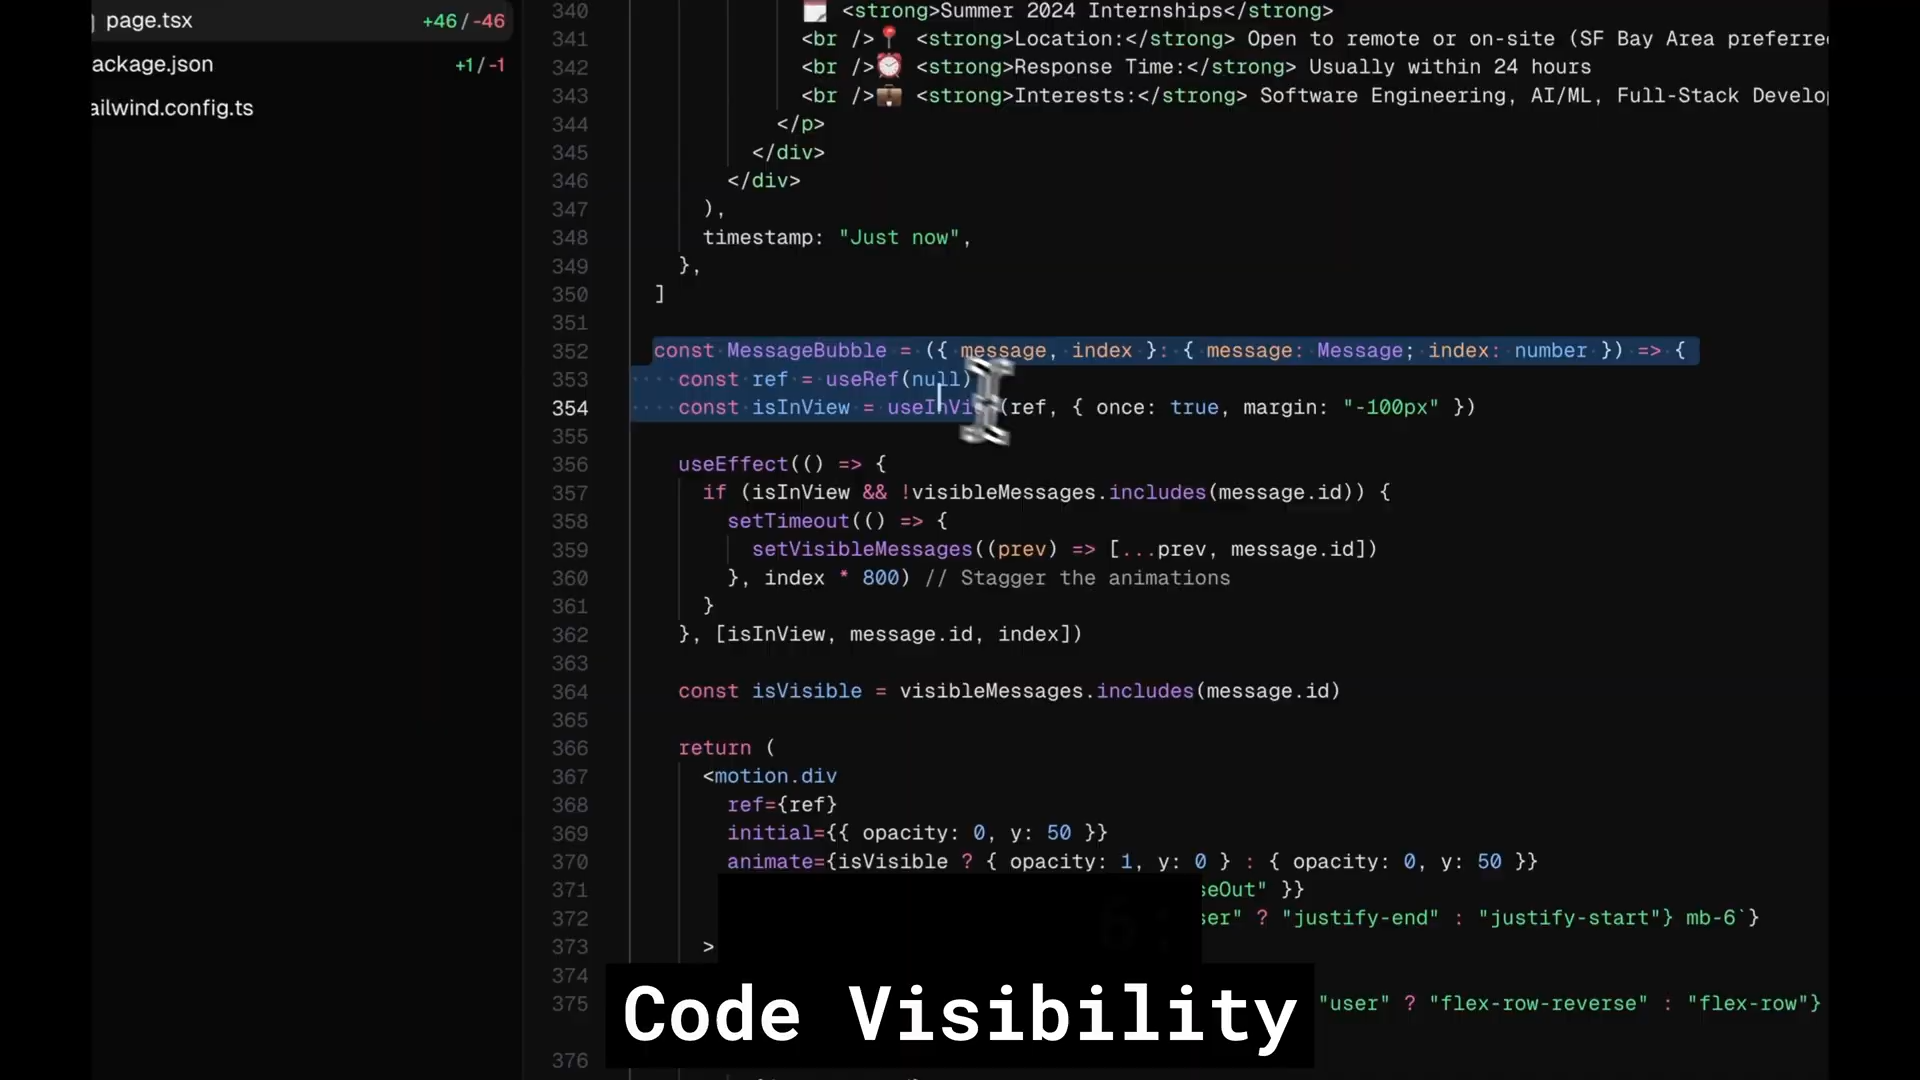 page.tsx +46/-46
ackage.json +1/-1
ailwind.config.ts
340 <strong>Summer 2024 Internships</strong>
341 <br />📍 <strong>Location:</strong> Open to remote or on-site (SF Bay Area preferre
342 <br />⏰ <strong>Response Time:</strong> Usually within 24 hours
343 <br />💼 <strong>Interests:</strong> Software Engineering, AI/ML, Full-Stack Develop
344 </p>
345 </div>
346 </div>
347 ),
348 timestamp: "Just now",
349 },
350 ]
351
352 const MessageBubble = ({ message, index }: { message: Message; index: number }) => {
353 const ref = useRef(null)
354 const isInView = useInVi (ref, { once: true, margin: "-100px" })
355
356 useEffect(() => {
357 if (isInView && !visibleMessages.includes(message.id)) {
358 setTimeout(() => {
359 setVisibleMessages((prev) => [...prev, message.id])
360 }, index * 800) // Stagger the animations
361 }
362 }, [isInView, message.id, index])
363
364 const isVisible = visibleMessages.includes(message.id)
365
366 return (
367 <motion.div
368 ref={ref}
369 initial={{ opacity: 0, y: 50 }}
370 animate={isVisible ? { opacity: 1, y: 0 } : { opacity: 0, y: 50 }}
371 seOut" }}
372 ser" ? "justify-end" : "justify-start"} mb-6`}
373 >
374
375 "user" ? "flex-row-reverse" : "flex-row"}
376
Code Visibility